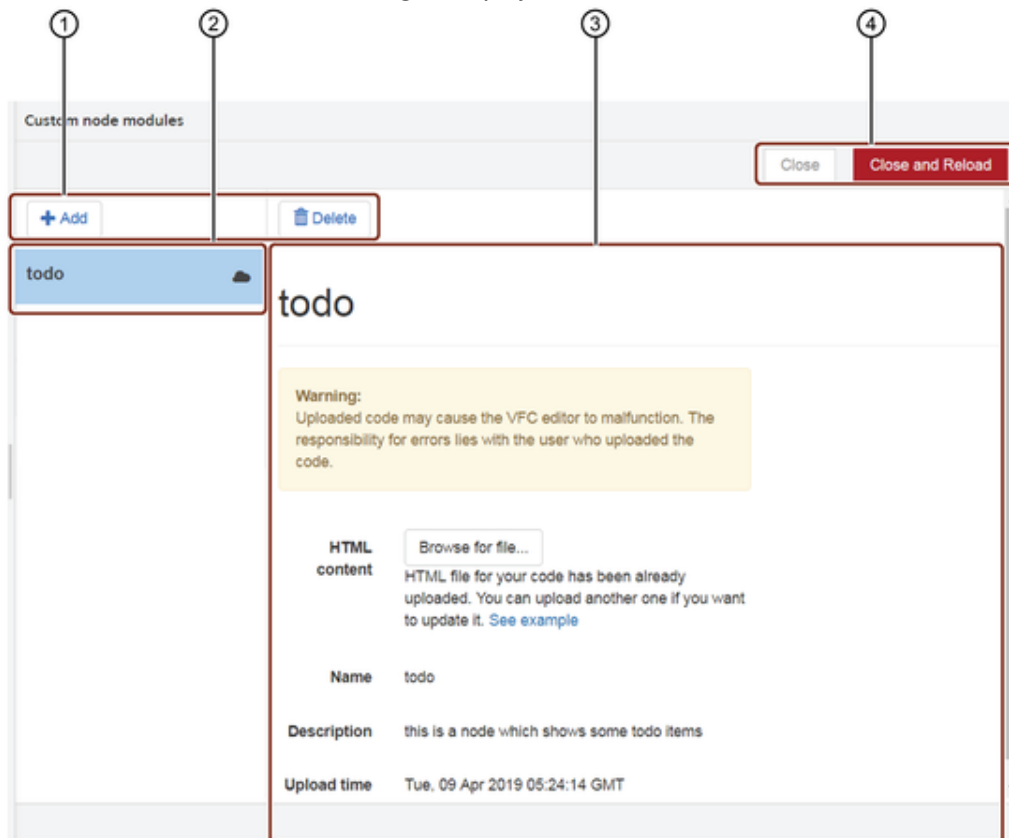 1 2 3 4
Custom node modules
Close Close and Reload
+ Add Delete
todo
todo
Warning:
Uploaded code may cause the VFC editor to malfunction. The
responsibility for errors lies with the user who uploaded the
code.
HTML content Browse for file...
HTML file for your code has been already
uploaded. You can upload another one if you want
to update it. See example
Name todo
Description this is a node which shows some todo items
Upload time Tue, 09 Apr 2019 05:24:14 GMT